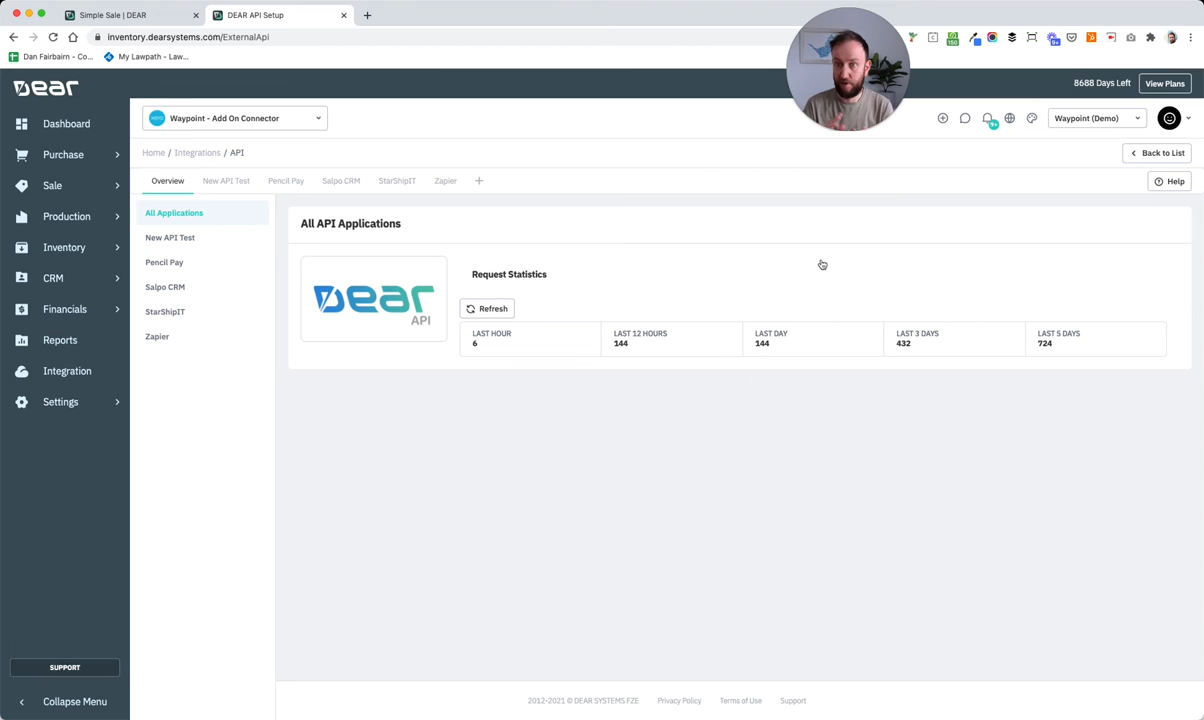 Simple Sale | DEAR
DEAR API Setup
inventory.dearsystems.com/ExternalApi
150
9+
Dan Fairbairn - Co...
My Lawpath - Law...
Dear
8688 Days Left
View Plans
Dashboard
Purchase
Sale
Production
Inventory
CRM
Financials
Reports
Integration
Settings
SUPPORT
Collapse Menu
xero
Waypoint - Add On Connector
9+
Waypoint (Demo)
Home / Integrations / API
Back to List
Overview
New API Test
Pencil Pay
Salpo CRM
StarShipIT
Zapier
+
Help
All Applications
New API Test
Pencil Pay
Salpo CRM
StarShipIT
Zapier
All API Applications
Dear
API
Request Statistics
Refresh
LAST HOUR
6
LAST 12 HOURS
144
LAST DAY
144
LAST 3 DAYS
432
LAST 5 DAYS
724
2012-2021 © DEAR SYSTEMS FZE
Privacy Policy
Terms of Use
Support